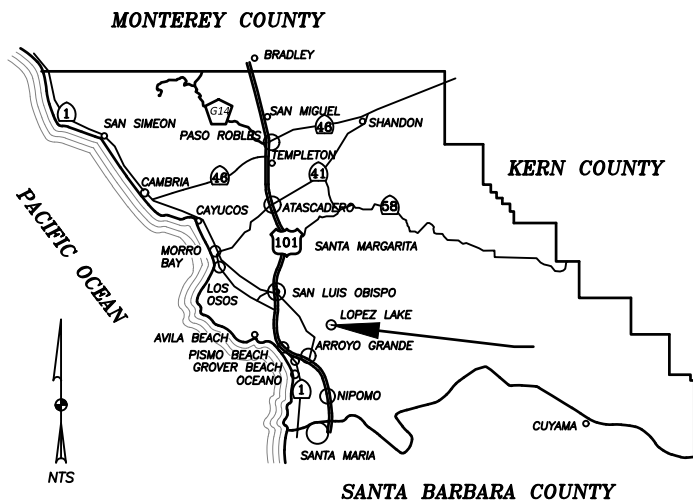 MONTEREY COUNTY
BRADLEY
1
G14
SAN MIGUEL
SAN SIMEON
PASO ROBLES
46
SHANDON
TEMPLETON
KERN COUNTY
46
41
CAMBRIA
CAYUCOS
ATASCADERO
58
PACIFIC OCEAN
101
SANTA MARGARITA
MORRO
BAY
LOS
OSOS
SAN LUIS OBISPO
LOPEZ LAKE
AVILA BEACH
ARROYO GRANDE
PISMO BEACH
GROVER BEACH
OCEANO
1
NIPOMO
CUYAMA
SANTA MARIA
NTS
SANTA BARBARA COUNTY